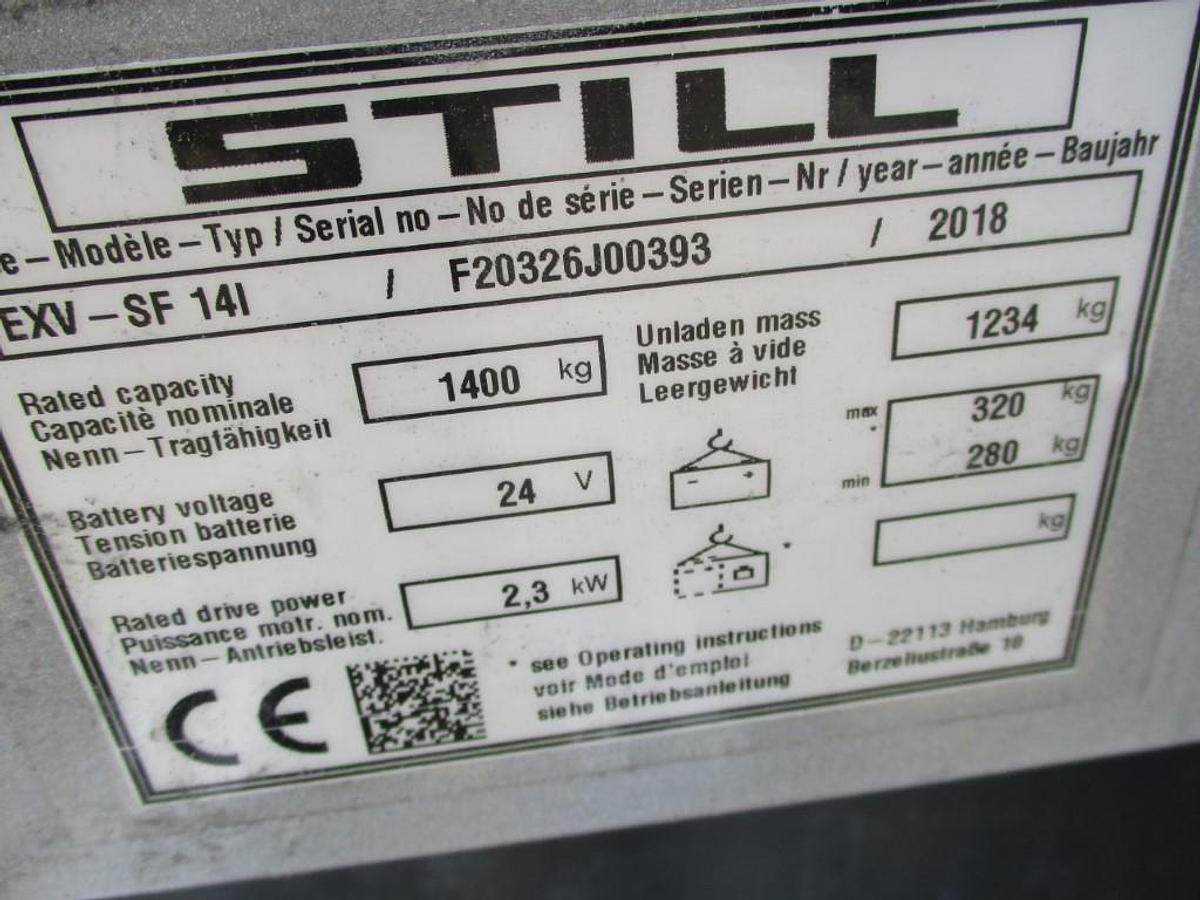 STILL
e – Modèle – Typ / Serial no – No de série – Serien – Nr / year – année – Baujahr
EXV – SF 14I / F20326J00393 / 2018
Rated capacity
Capacitè nominale
Nenn – Tragfähigkeit
1400 kg
Unladen mass
Masse à vide
Leergewicht
1234 kg
Battery voltage
Tension batterie
Batteriespannung
24 V
max
*
min
320 kg
280 kg
- +
kg
*
Rated drive power
Puissance motr. nom.
Nenn – Antriebsleist.
2,3 kW
CE
* see Operating instructions
voir Mode d'emploi
siehe Betriebsanleitung
D – 22113 Hamburg
Berzeliusstraße 10